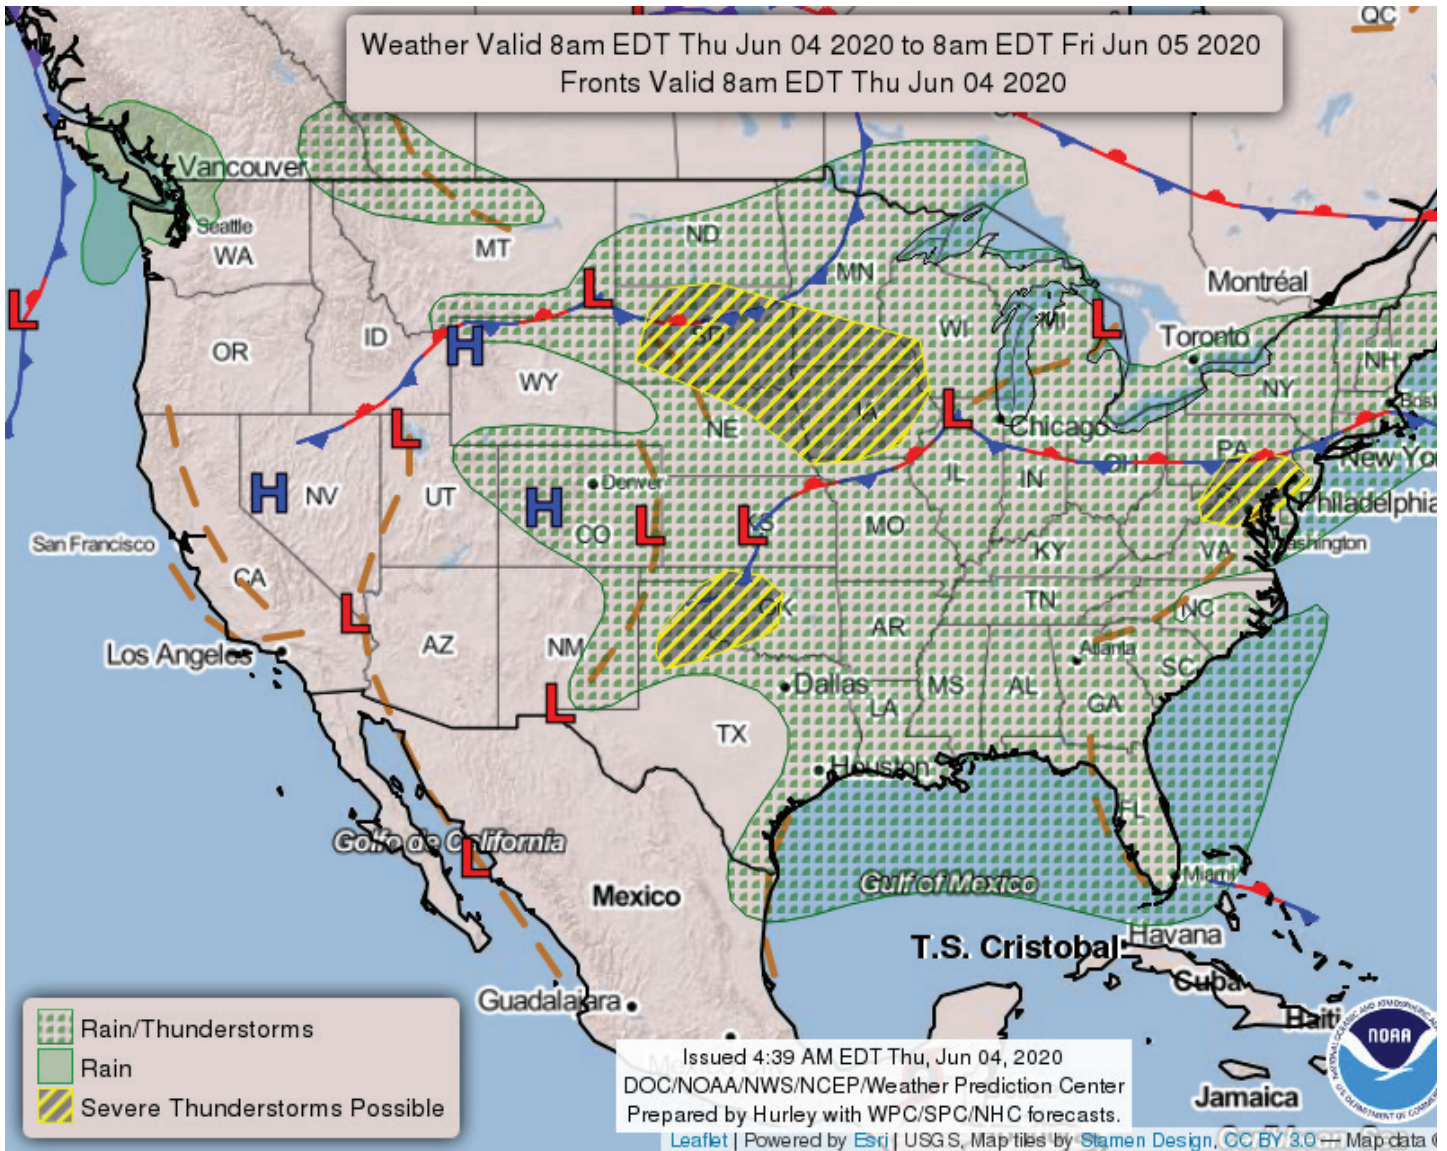 QC
Weather Valid 8am EDT Thu Jun 04 2020 to 8am EDT Fri Jun 05 2020
Fronts Valid 8am EDT Thu Jun 04 2020
Vancouver
Seattle
WA
MT
ND
MN
Montréal
OR
ID
WY
SD
WI
MI
Toronto
NH
NY
L
L
L
H
L
L
NE
IA
Chicago
PA
OH
New Yo
H
NV
UT
H
Denver
CO
L
L
KS
MO
IL
IN
Philadelphia
VA
KY
San Francisco
CA
L
AZ
NM
OK
AR
TN
NC
Atlanta
SC
Los Angeles
L
TX
Dallas
LA
MS
AL
GA
Houston
FL
Golfo de California
L
Mexico
Gulf of Mexico
Miami
T.S. Cristobal
Havana
Cuba
Haiti
Guadalajara
Jamaica
NOAA
Rain/Thunderstorms
Rain
Severe Thunderstorms Possible
Issued 4:39 AM EDT Thu, Jun 04, 2020
DOC/NOAA/NWS/NCEP/Weather Prediction Center
Prepared by Hurley with WPC/SPC/NHC forecasts.
Leaflet | Powered by Esri | USGS, Map tiles by Stamen Design, CC BY 3.0 — Map data ©